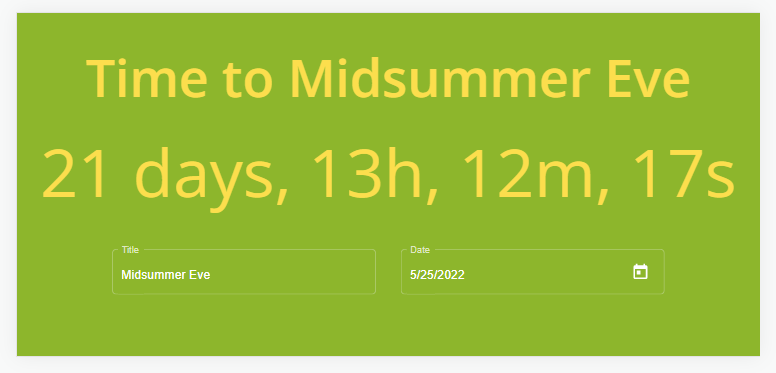 Time to Midsummer Eve
21 days, 13h, 12m, 17s
Title
Date
Midsummer Eve
5/25/2022